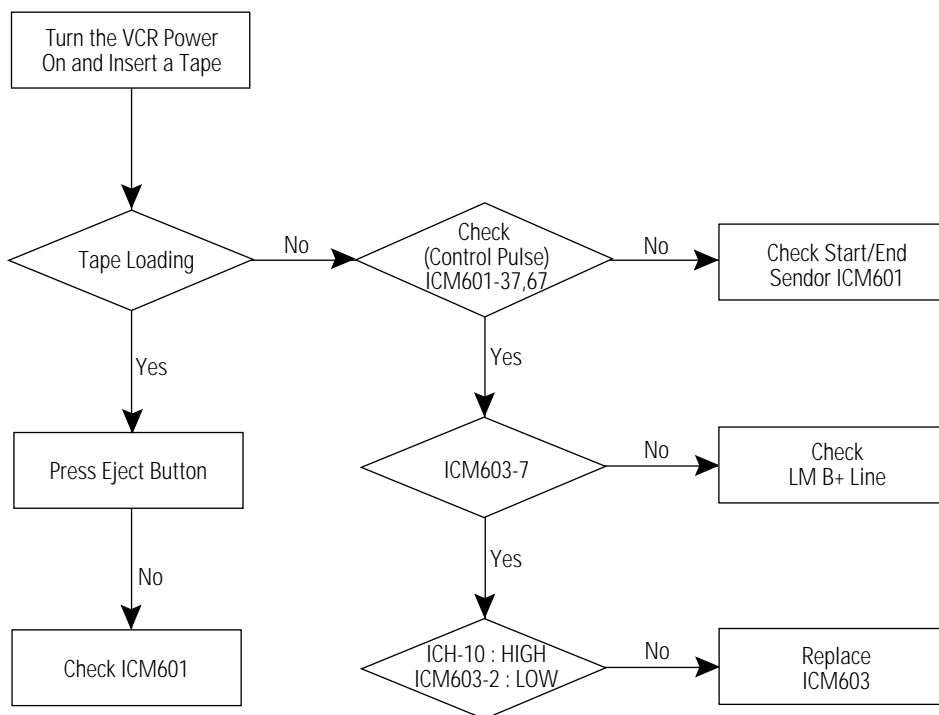 Turn the VCR Power
On and Insert a Tape
Tape Loading
No
Check
(Control Pulse)
ICM601-37,67
No
Check Start/End
Sendor ICM601
Yes
Yes
Press Eject Button
ICM603-7
No
Check
LM B+ Line
No
Yes
Check ICM601
ICH-10 : HIGH
ICM603-2 : LOW
No
Replace
ICM603